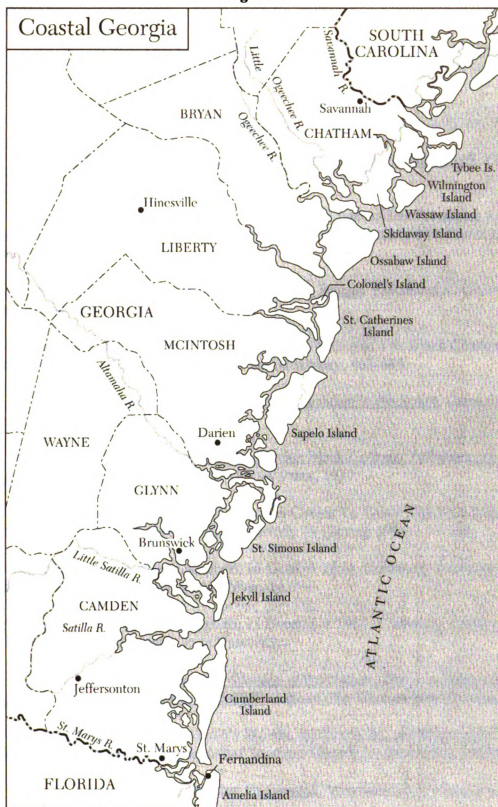 Coastal Georgia
SOUTH
CAROLINA
Savannah R.
Little
Ogeechee R.
Ogeechee R.
Savannah
BRYAN
CHATHAM
Tybee Is.
Wilmington
Island
Hinesville
Wassaw Island
Skidaway Island
LIBERTY
Ossabaw Island
Colonel's Island
GEORGIA
St. Catherines
Island
MCINTOSH
Altamaha R.
Darien
Sapelo Island
WAYNE
GLYNN
ATLANTIC OCEAN
Brunswick
St. Simons Island
Little Satilla R.
Jekyll Island
CAMDEN
Satilla R.
Jeffersonton
Cumberland
Island
St. Marys R.
St. Marys
Fernandina
FLORIDA
Amelia Island